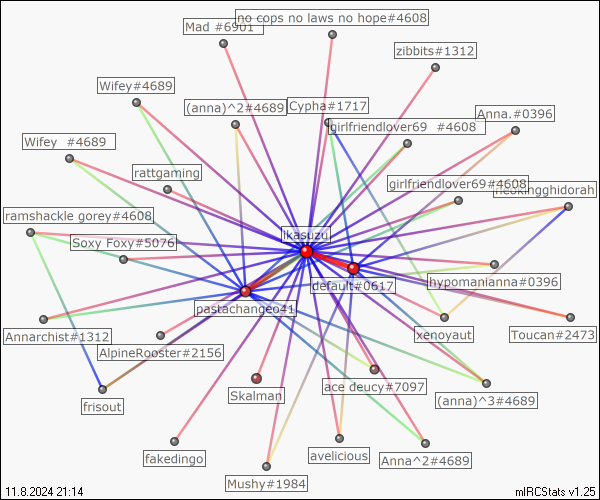 no cops no laws no hope#4608
Mad #6901
zibbits#1312
Wifey#4689
(anna)^2#4689
Cypha#1717
Anna.#0396
girlfriendlover69 #4608
Wifey #4689
rattgaming
girlfriendlover69#4608
ramshackle gorey#4608
ikasuzu
Soxy Foxy#5076
hypomanianna#0396
default#0617
pastachange041
Annarchist#1312
xenoyaut
Toucan#2473
AlpineRooster#2156
ace deucy#7097
Skalman
(anna)^3#4689
frisout
fakedingo
avelicious
Anna^2#4689
Mushy#1984
11.8.2024 21:14
mIRCStats v1.25